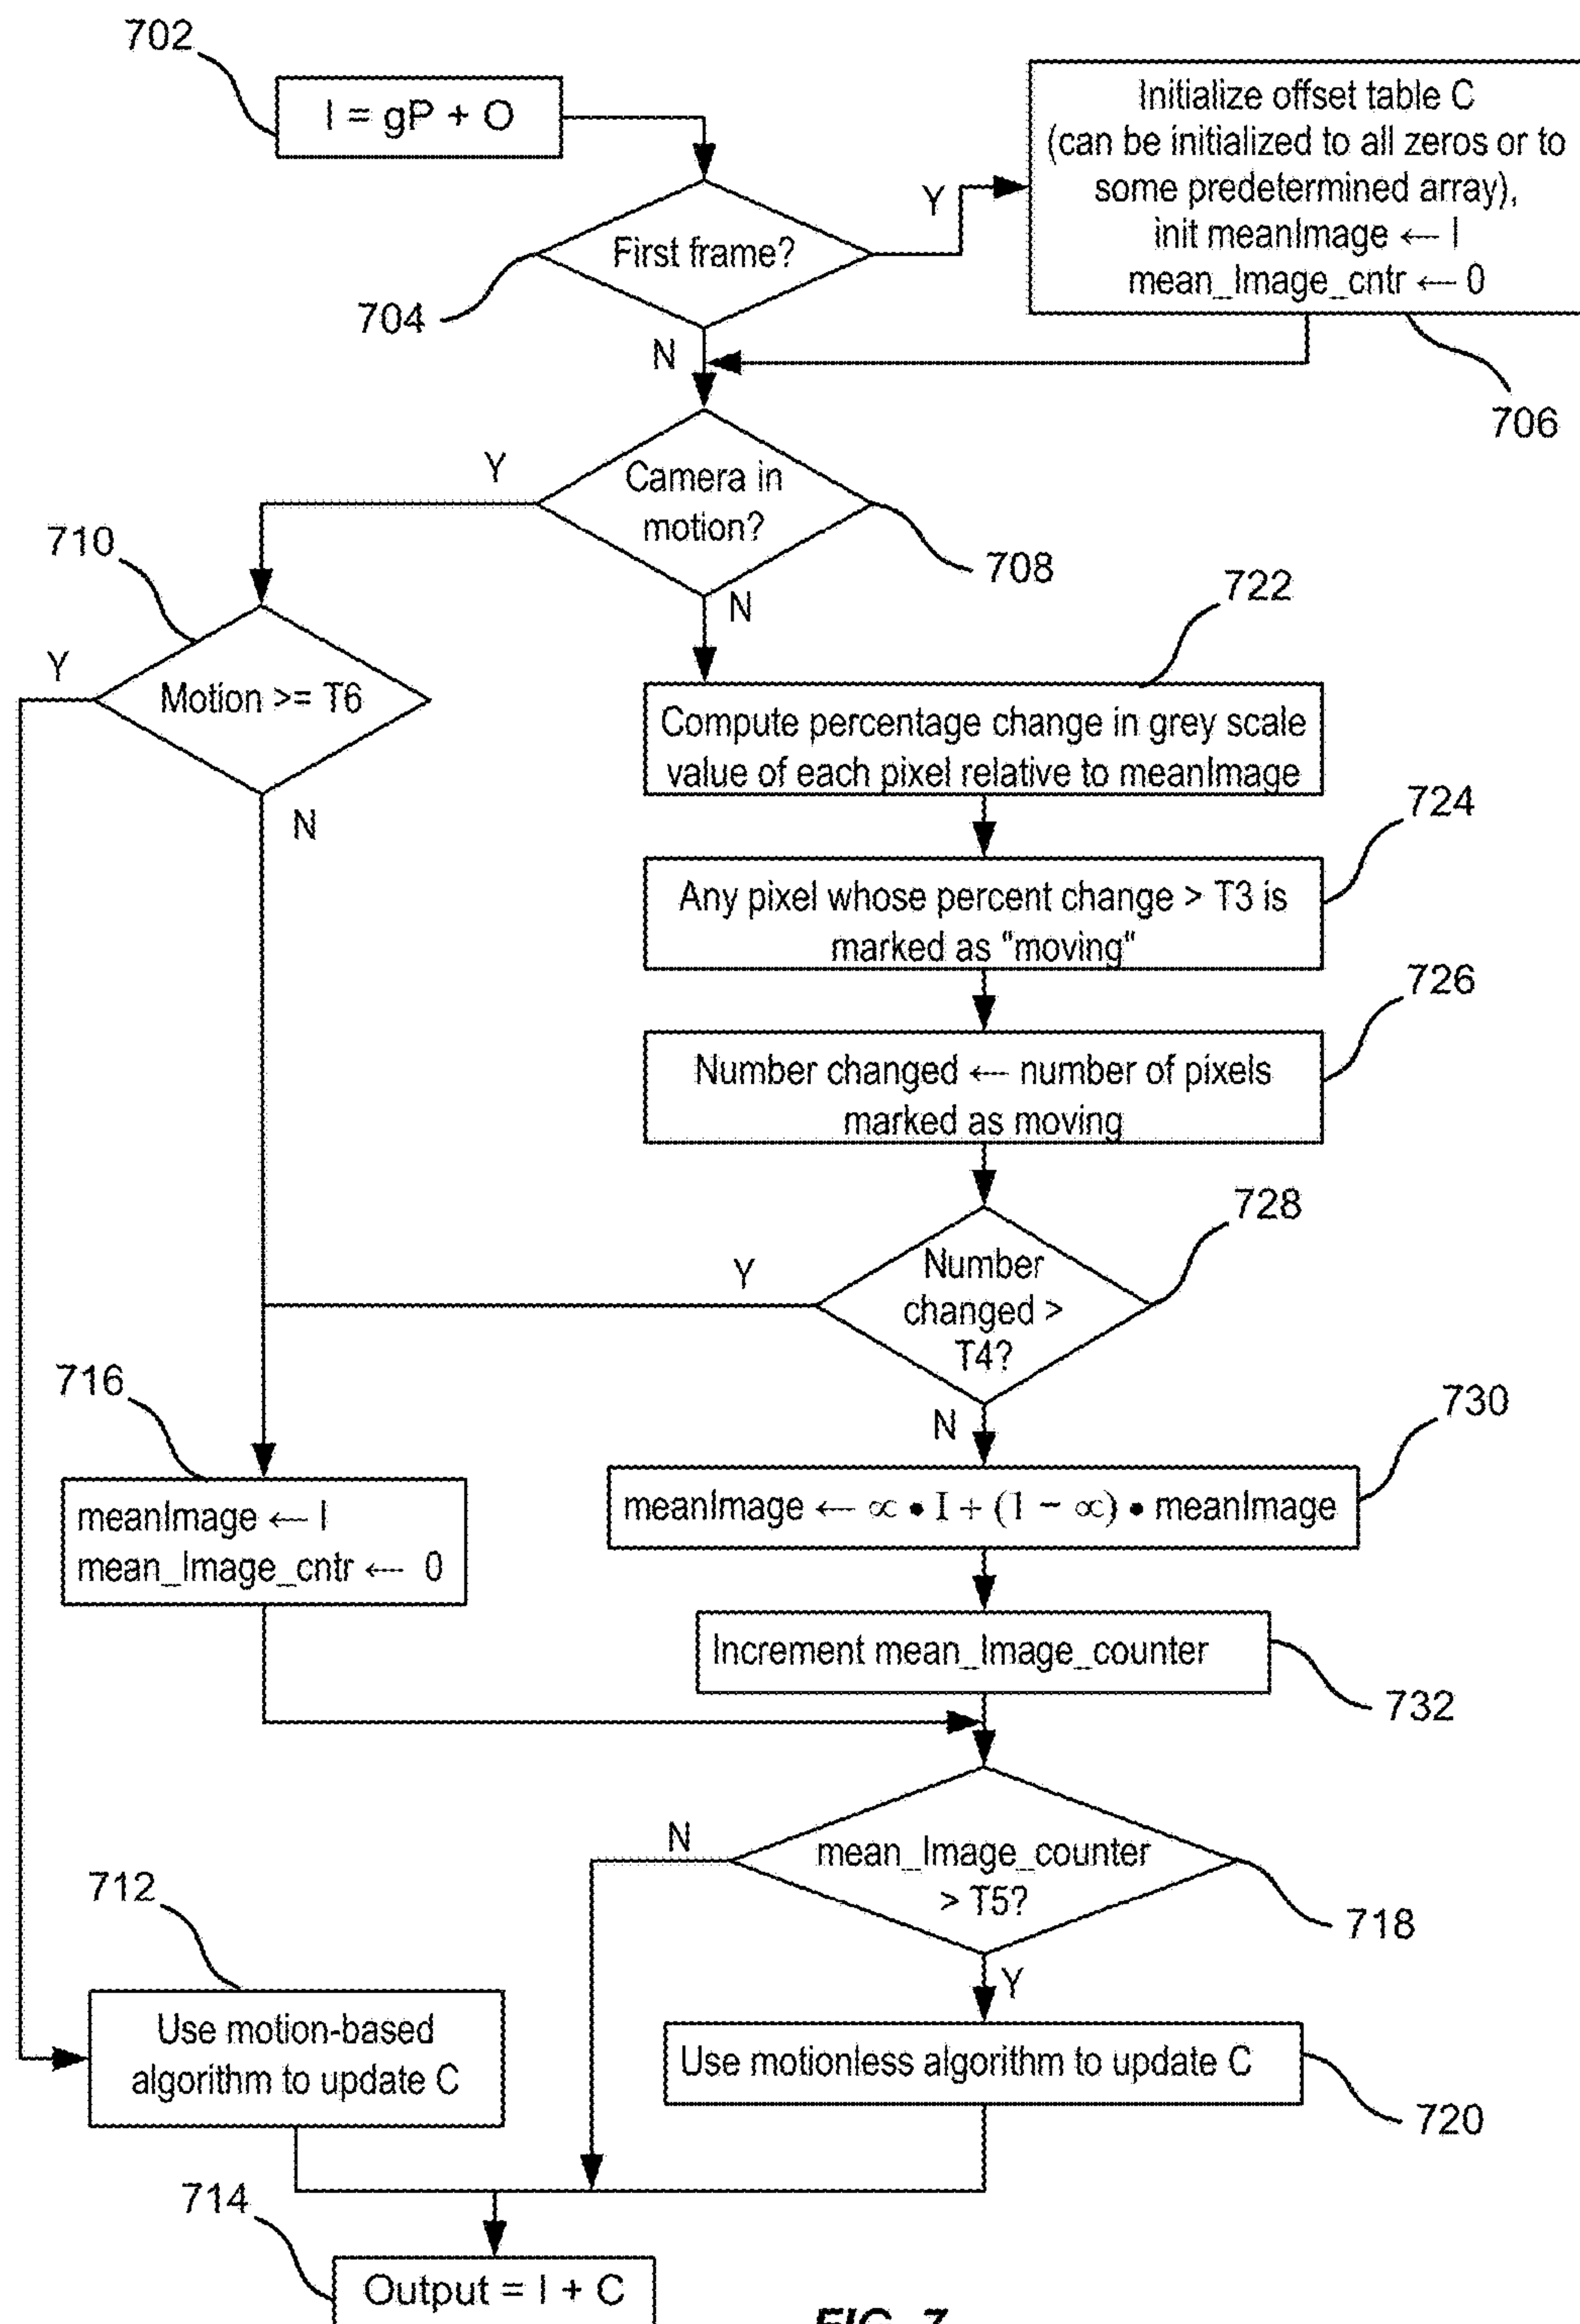 702
I = gP + O
Initialize offset table C
(can be initialized to all zeros or to
some predetermined array),
init meanImage ← I
mean_Image_cntr ← 0
Y
First frame?
704
N
706
Y
Camera in
motion?
708
710
N
722
Y
Motion >= T6
Compute percentage change in grey scale
value of each pixel relative to meanImage
N
724
Any pixel whose percent change > T3 is
marked as "moving"
726
Number changed ← number of pixels
marked as moving
728
Y
Number
changed >
T4?
716
N
730
meanImage ← I
mean_Image_cntr ← 0
meanImage ← ∝ • I + (1 − ∝) • meanImage
Increment mean_Image_counter
732
N
mean_Image_counter
> T5?
718
712
Y
Use motion-based
algorithm to update C
Use motionless algorithm to update C
720
714
Output = I + C
FIG. 7